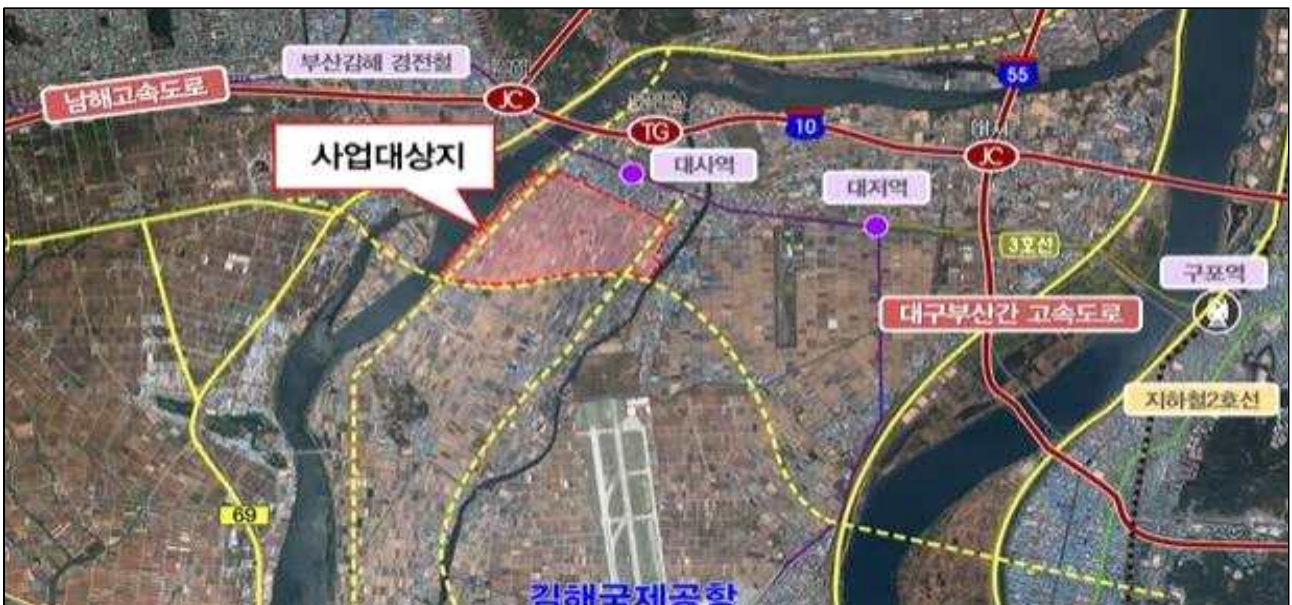 부산김해 경전철
55
남해고속도로
JC
TG
10
JC
사업대상지
대사역
대저역
3호선
구포역
대구부산간 고속도로
지하철2호선
69
김해국제공항